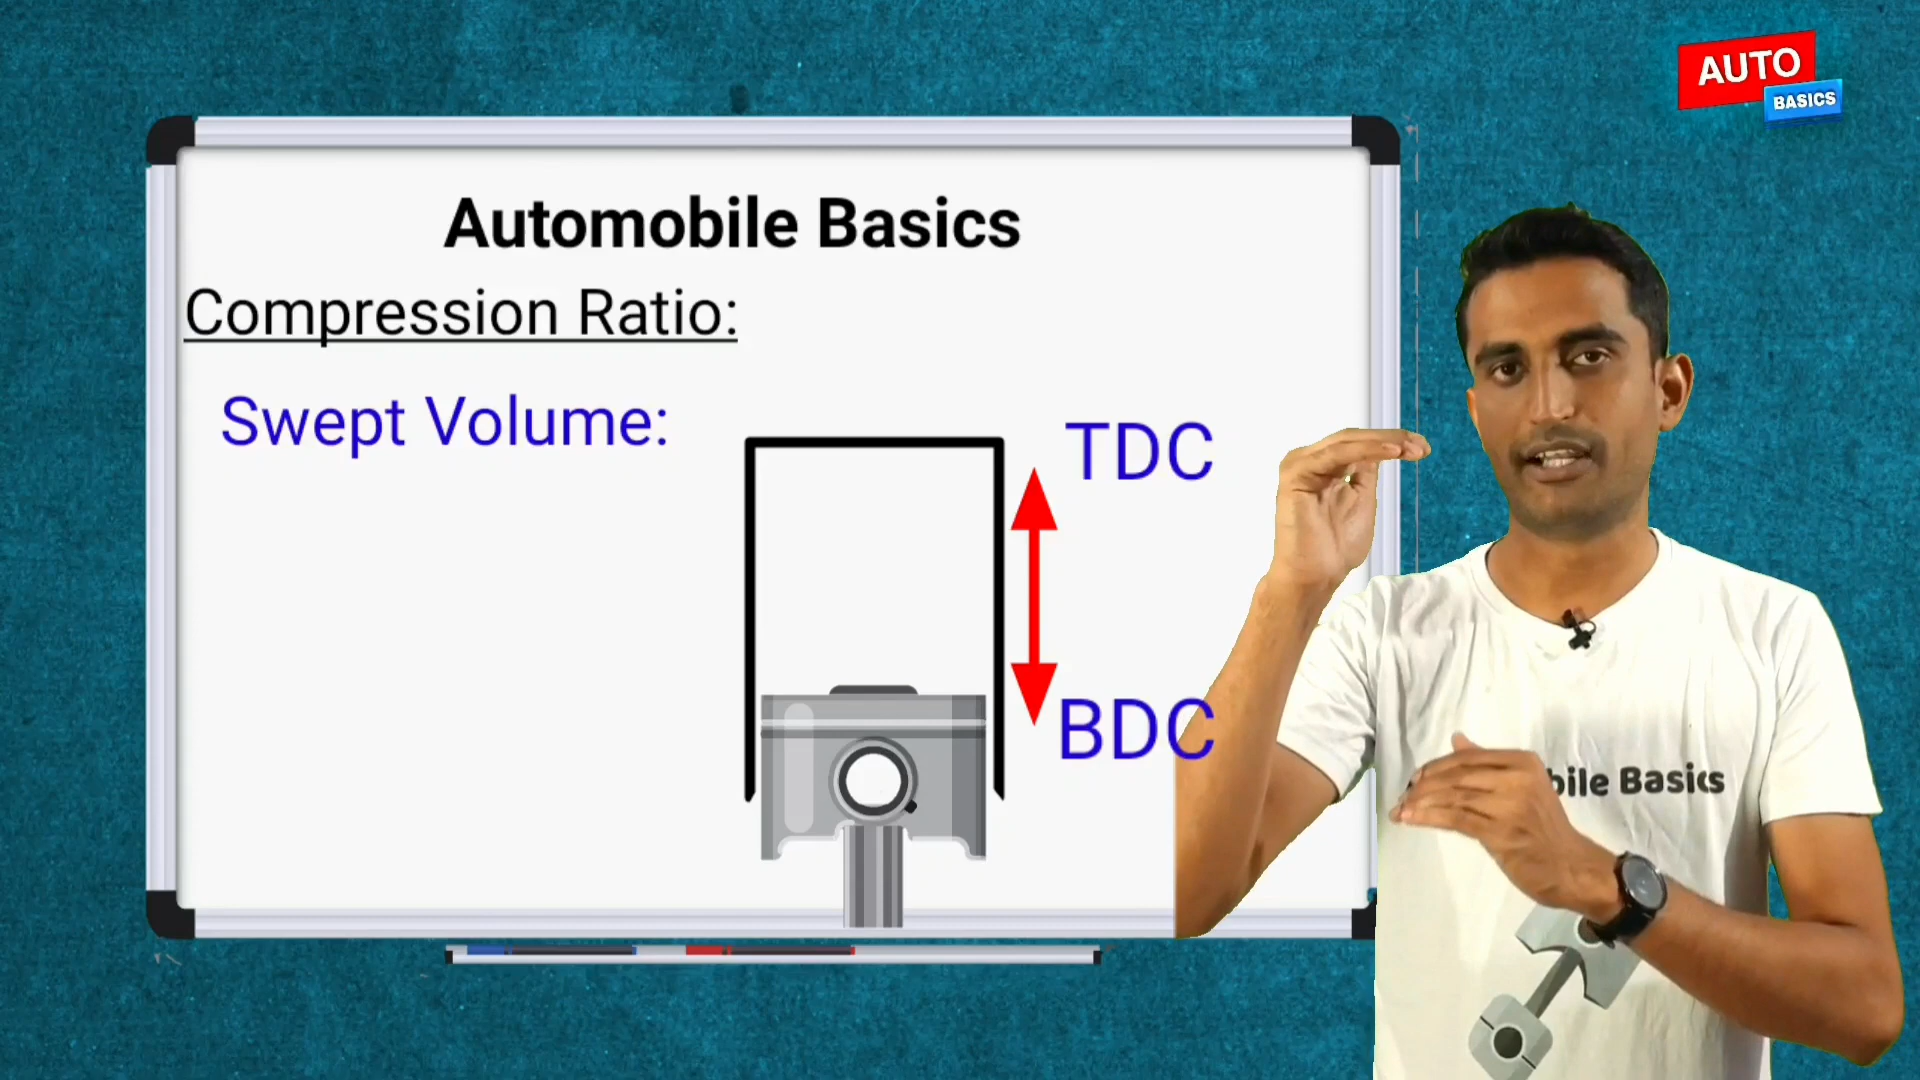 AUTO
BASICS
Automobile Basics
Compression Ratio:
Swept Volume:
TDC
BDC
bile Basics